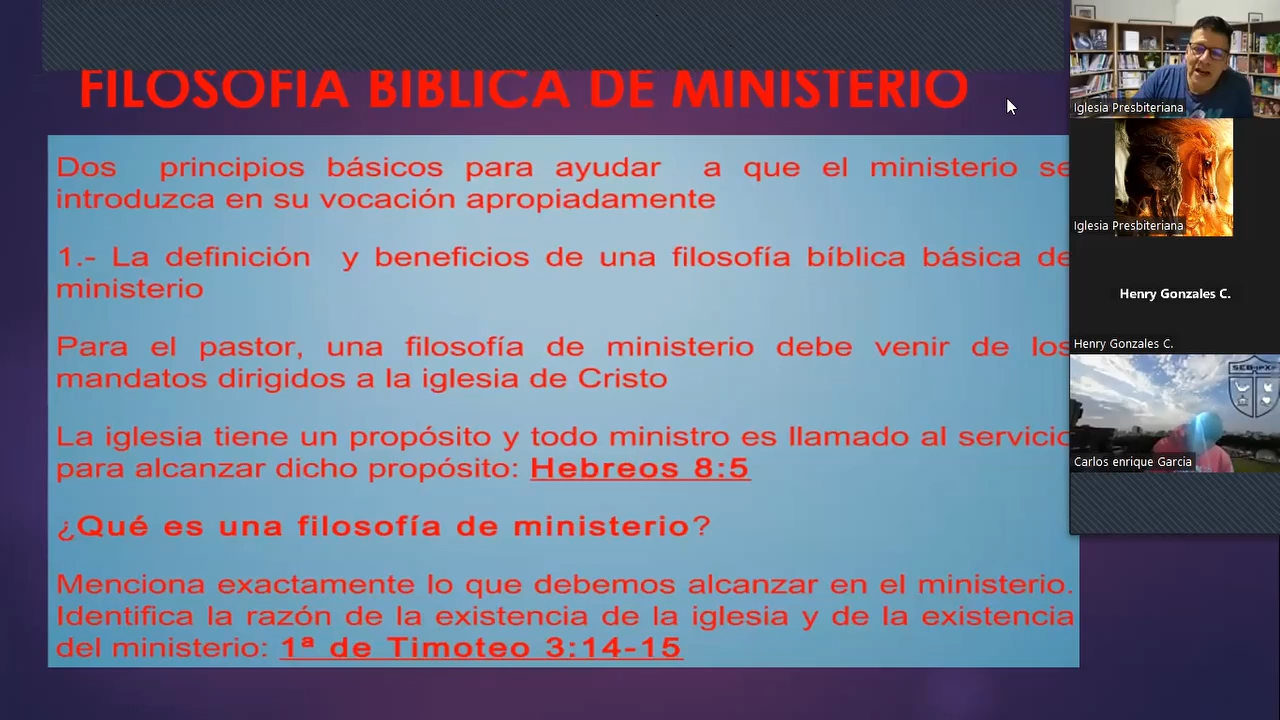 FILOSOFIA BIBLICA DE MINISTERIO
Dos principios básicos para ayudar a que el ministerio se
introduzca en su vocación apropiadamente
1.- La definición y beneficios de una filosofía bíblica básica de
ministerio
Para el pastor, una filosofía de ministerio debe venir de los
mandatos dirigidos a la iglesia de Cristo
La iglesia tiene un propósito y todo ministro es llamado al servicio
para alcanzar dicho propósito: Hebreos 8:5
¿Qué es una filosofía de ministerio?
Menciona exactamente lo que debemos alcanzar en el ministerio.
Identifica la razón de la existencia de la iglesia y de la existencia
del ministerio: 1ª de Timoteo 3:14-15
Iglesia Presbiteriana
Iglesia Presbiteriana
Henry Gonzales C.
Henry Gonzales C.
Carlos enrique Garcia